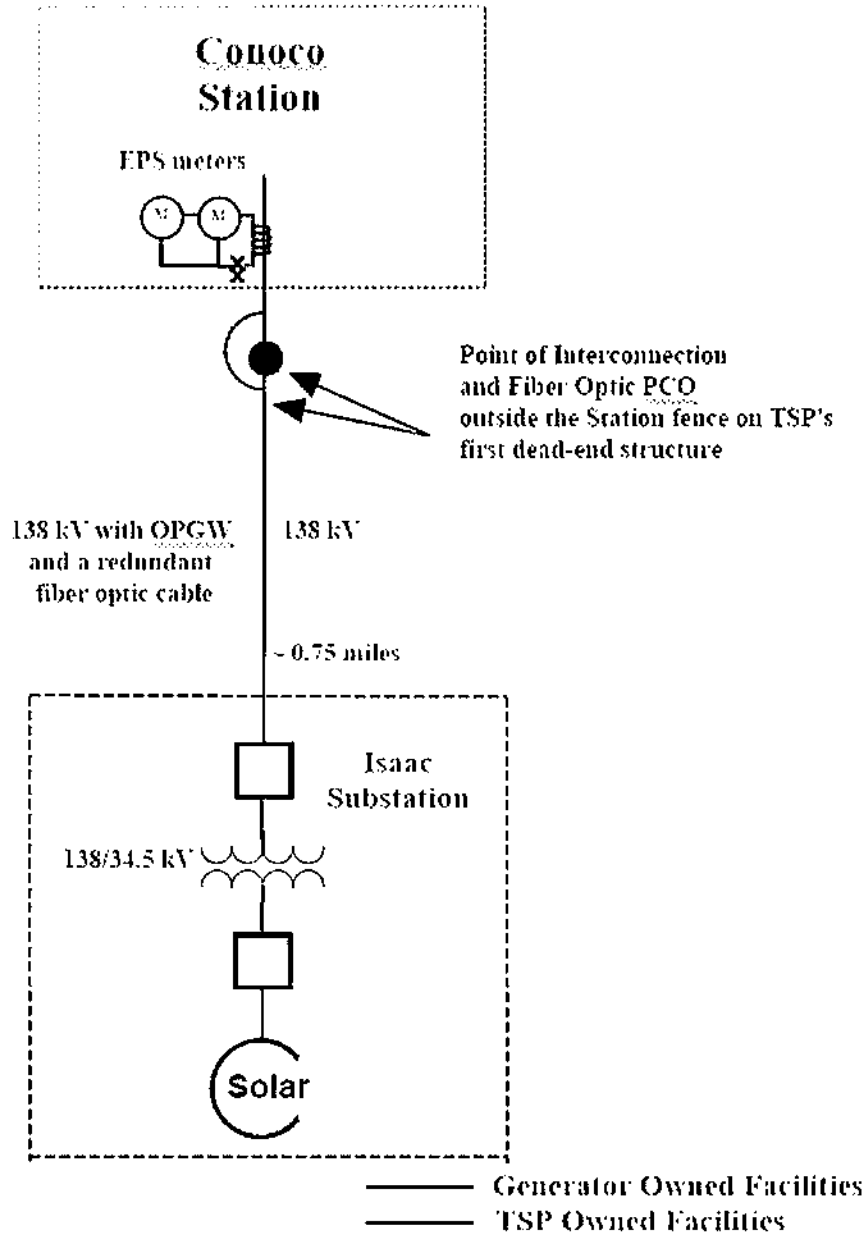 Conoco
Station
EPS meters
M M
Point of Interconnection
and Fiber Optic PCO
outside the Station fence on TSP's
first dead-end structure
138 kV with OPGW
and a redundant
fiber optic cable
138 kV
~ 0.75 miles
Isaac
Substation
138/34.5 kV
Solar
Generator Owned Facilities
TSP Owned Facilities